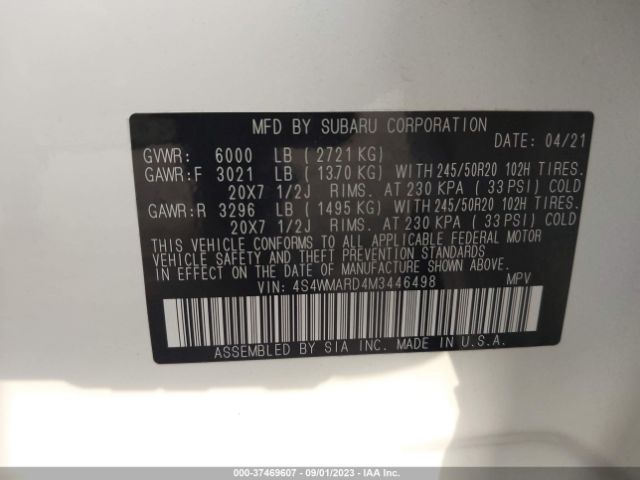 MFD BY SUBARU CORPORATION
DATE: 04/21
GVWR: 6000 LB ( 2721 KG)
GAWR:F 3021 LB ( 1370 KG) WITH 245/50R20 102H TIRES.
20X7 1/2J RIMS. AT 230 KPA ( 33 PSI) COLD
GAWR:R 3296 LB ( 1495 KG) WITH 245/50R20 102H TIRES.
20X7 1/2J RIMS. AT 230 KPA ( 33 PSI) COLD
THIS VEHICLE CONFORMS TO ALL APPLICABLE FEDERAL MOTOR
VEHICLE SAFETY AND THEFT PREVENTION STANDARDS
IN EFFECT ON THE DATE OF MANUFACTURE SHOWN ABOVE.
VIN: 4S4WMARD4M3446498 MPV
ASSEMBLED BY SIA INC. MADE IN U.S.A.
000-37469607 - 09/01/2023 - IAAI.COM